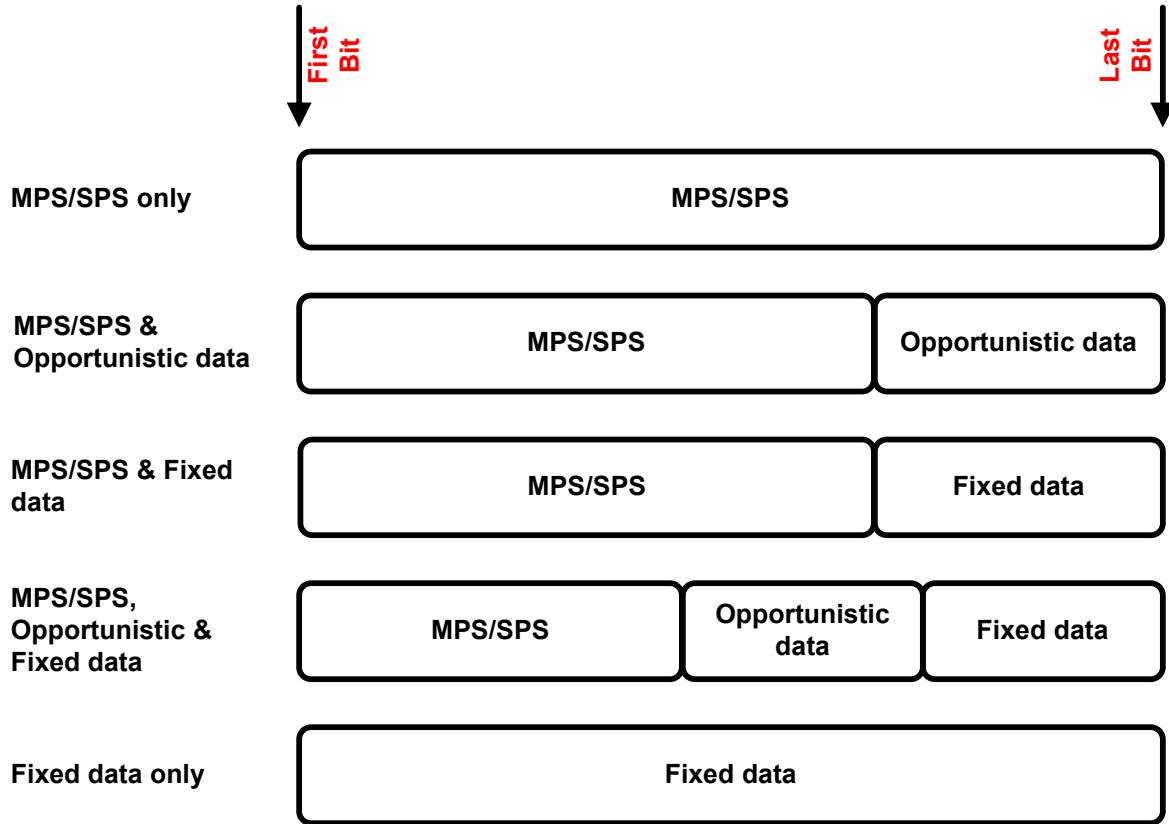 First
Bit
Last
Bit
MPS/SPS only
MPS/SPS
MPS/SPS &
Opportunistic data
MPS/SPS
Opportunistic data
MPS/SPS & Fixed
data
MPS/SPS
Fixed data
MPS/SPS,
Opportunistic &
Fixed data
MPS/SPS
Opportunistic
data
Fixed data
Fixed data only
Fixed data